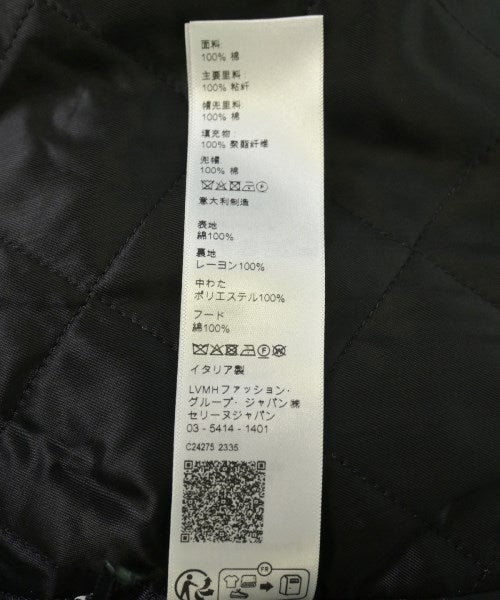 面料
100% 棉
主要里料:
100% 粘纤
帽兜里料:
100% 棉
填充物:
100% 聚酯纤维
兜帽:
100% 棉
意大利制造
表地
綿100%
裏地
レーヨン100%
中わた
ポリエステル100%
フード
綿100%
イタリア製
LVMHファッション・
グループ・ジャパン㈱
セリーヌジャパン
03 - 5414 - 1401
C24275 2335
FR